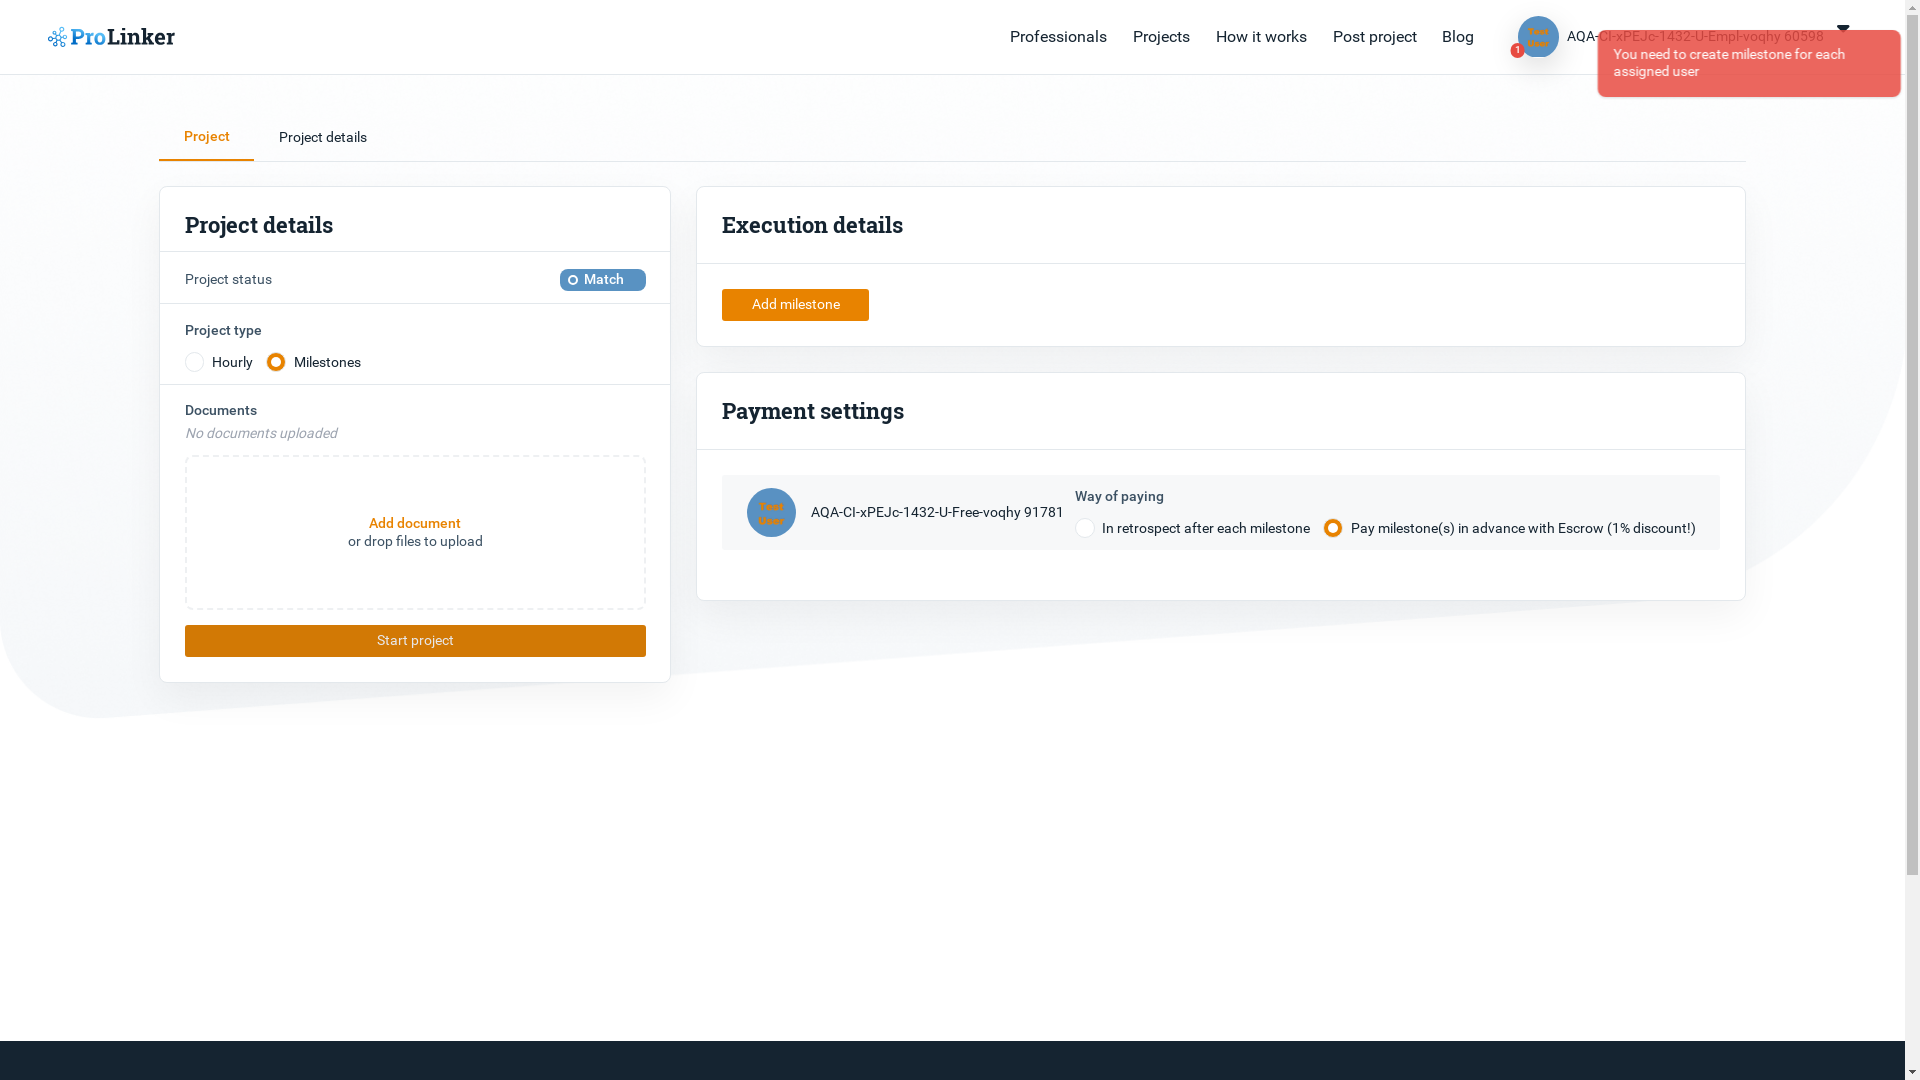 ProLinker
Professionals
Projects
How it works
Post project
Blog
Test
User
1
AQA-CI-xPEJc-1432-U-Empl-voqhy 60598
You need to create milestone for each
assigned user
Project
Project details
Project details
Project status
Match
Project type
Hourly
Milestones
Documents
No documents uploaded
Add document
or drop files to upload
Start project
Execution details
Add milestone
Payment settings
Test
User
AQA-CI-xPEJc-1432-U-Free-voqhy 91781
Way of paying
In retrospect after each milestone
Pay milestone(s) in advance with Escrow (1% discount!)